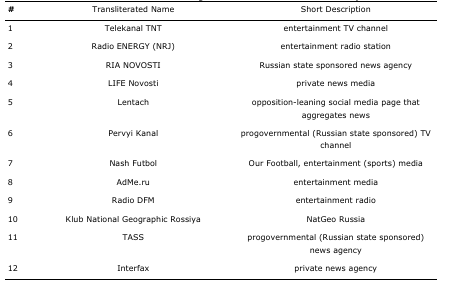 # Transliterated Name Short Description
1 Telekanal TNT entertainment TV channel
2 Radio ENERGY (NRJ) entertainment radio station
3 RIA NOVOSTI Russian state sponsored news agency
4 LIFE Novosti private news media
5 Lentach opposition-leaning social media page that
aggregates news
6 Pervyi Kanal progovernmental (Russian state sponsored) TV
channel
7 Nash Futbol Our Football, entertainment (sports) media
8 AdMe.ru entertainment media
9 Radio DFM entertainment radio
10 Klub National Geographic Rossiya NatGeo Russia
11 TASS progovernmental (Russian state sponsored)
news agency
12 Interfax private news agency